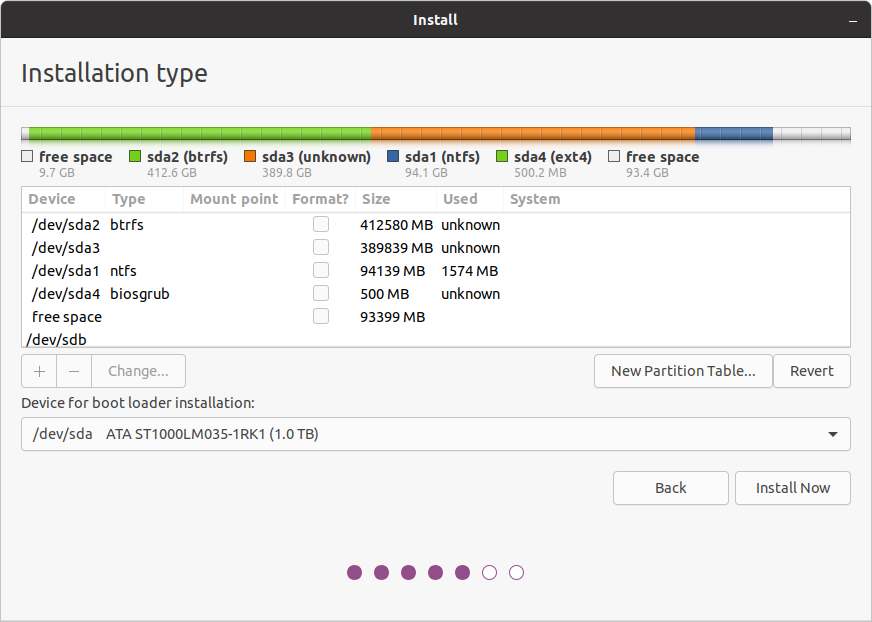 Install
Installation type
free space sda2 (btrfs) sda3 (unknown) sda1 (ntfs) sda4 (ext4) free space
9.7 GB 412.6 GB 389.8 GB 94.1 GB 500.2 MB 93.4 GB
Device Type Mount point Format? Size Used System
/dev/sda2 btrfs 412580 MB unknown
/dev/sda3 389839 MB unknown
/dev/sda1 ntfs 94139 MB 1574 MB
/dev/sda4 biosgrub 500 MB unknown
free space 93399 MB
/dev/sdb
+ − Change... New Partition Table... Revert
Device for boot loader installation:
/dev/sda ATA ST1000LM035-1RK1 (1.0 TB)
Back Install Now